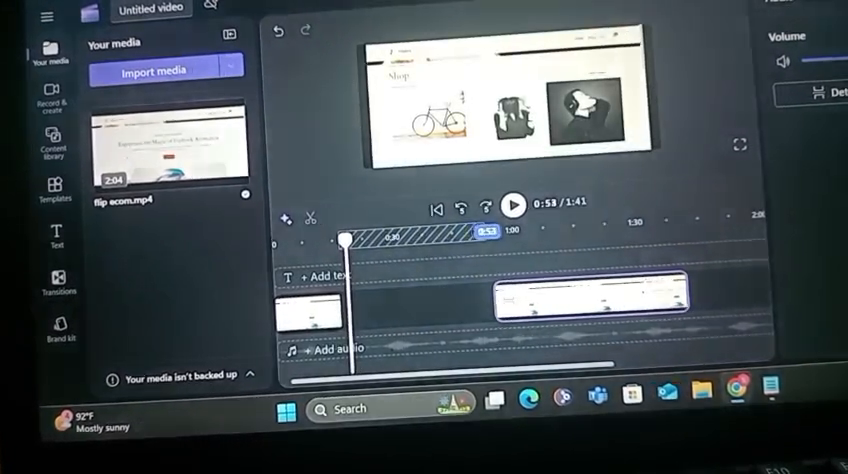 Untitled video
Your media
Import media
Your media
Record &
create
Content
library
Templates
Text
Transitions
Brand kit
2:04
flip ecom.mp4
Your media isn't backed up
Shop
0:53 / 1:41
0
0:30
0:53
1:00
1:30
2:00
T + Add text
+ Add audio
Volume
Det
92°F
Mostly sunny
Search
F10